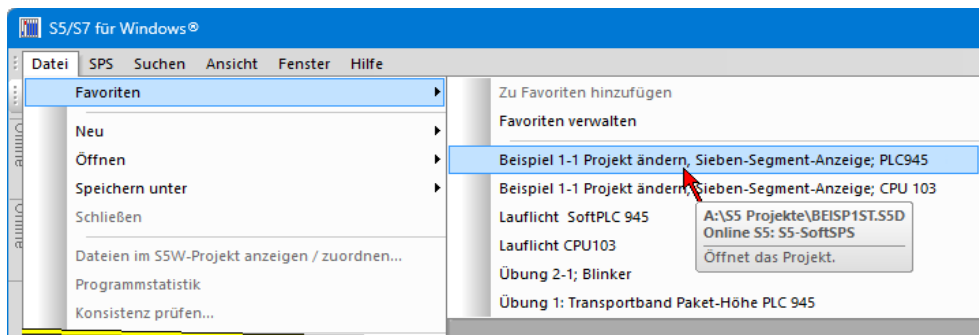 S5/S7 für Windows®
Datei SPS Suchen Ansicht Fenster Hilfe
Favoriten
Neu
Öffnen
Speichern unter
Schließen
Dateien im S5W-Projekt anzeigen / zuordnen...
Programmstatistik
Konsistenz prüfen...
Online
Online
Zu Favoriten hinzufügen
Favoriten verwalten
Beispiel 1-1 Projekt ändern, Sieben-Segment-Anzeige; PLC945
Beispiel 1-1 Projekt ändern, Sieben-Segment-Anzeige; CPU 103
Lauflicht SoftPLC 945
Lauflicht CPU103
Übung 2-1; Blinker
Übung 1: Transportband Paket-Höhe PLC 945
A:\S5 Projekte\BEISP1ST.S5D
Online S5: S5-SoftSPS
Öffnet das Projekt.